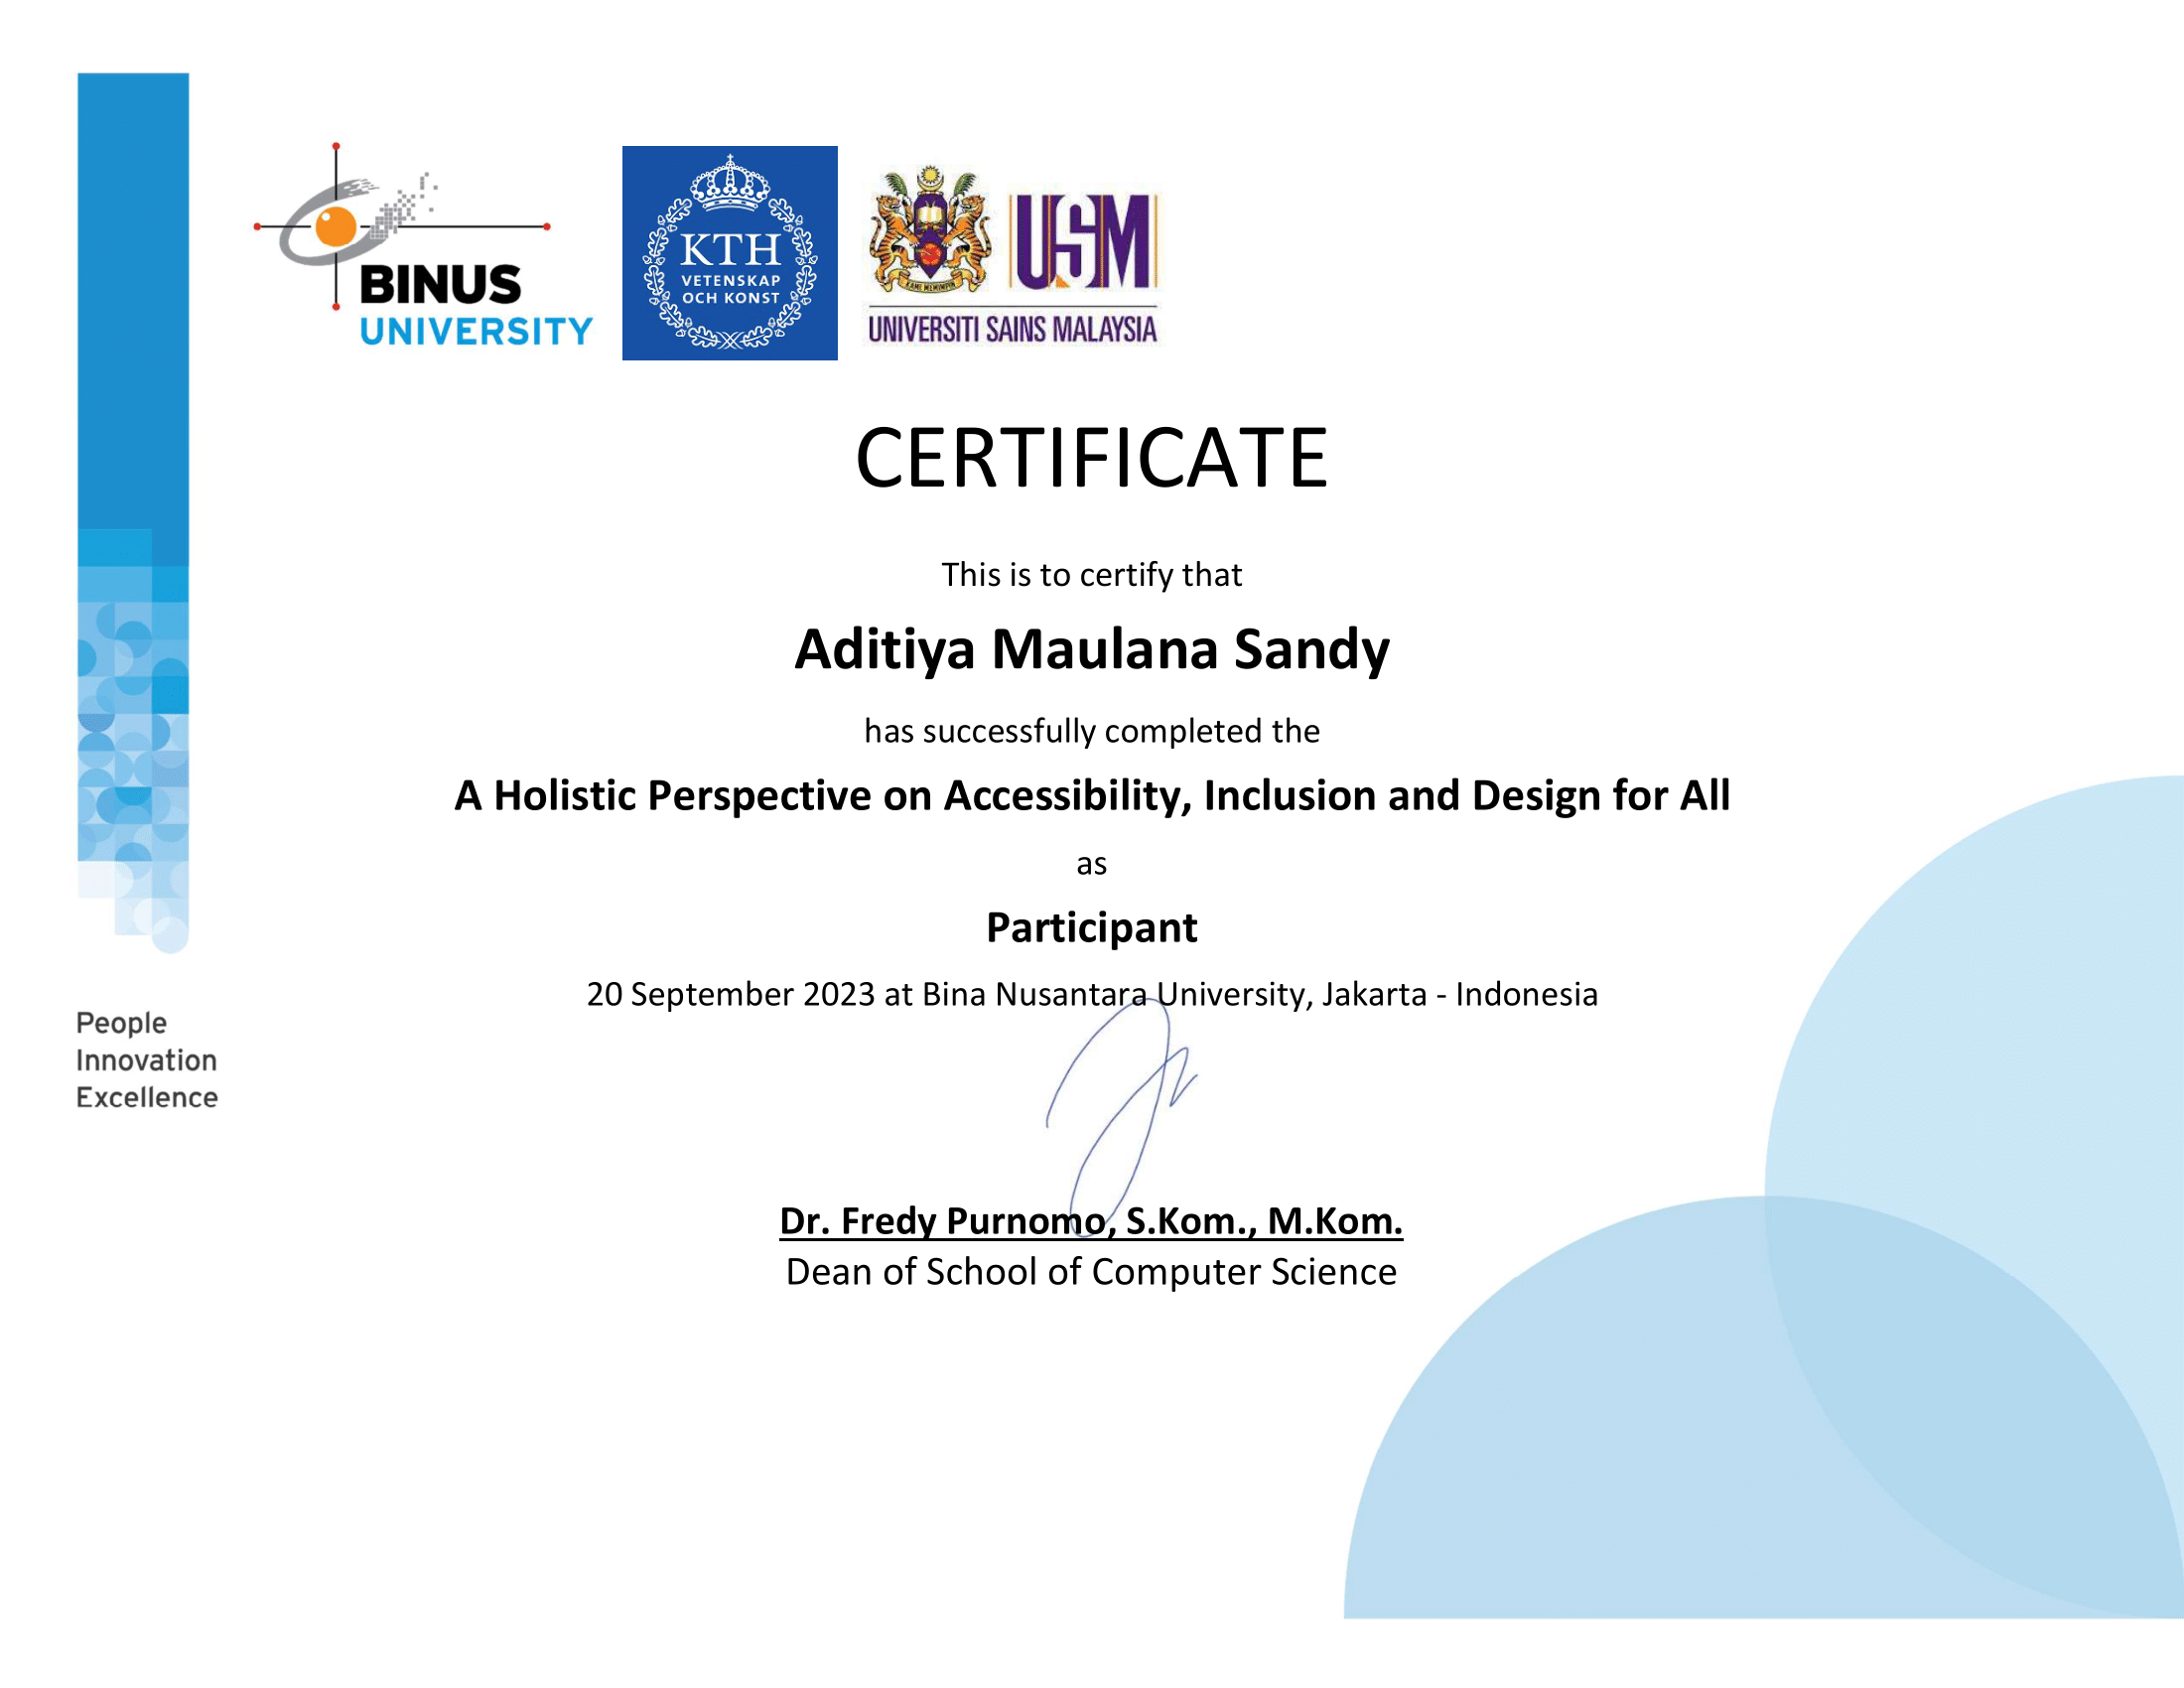 BINUS
UNIVERSITY
KTH
VETENSKAP
OCH KONST
KAMI MEMIMPIN
USM
UNIVERSITI SAINS MALAYSIA
CERTIFICATE
This is to certify that
Aditiya Maulana Sandy
has successfully completed the
A Holistic Perspective on Accessibility, Inclusion and Design for All
as
Participant
20 September 2023 at Bina Nusantara University, Jakarta - Indonesia
People
Innovation
Excellence
Dr. Fredy Purnomo, S.Kom., M.Kom.
Dean of School of Computer Science